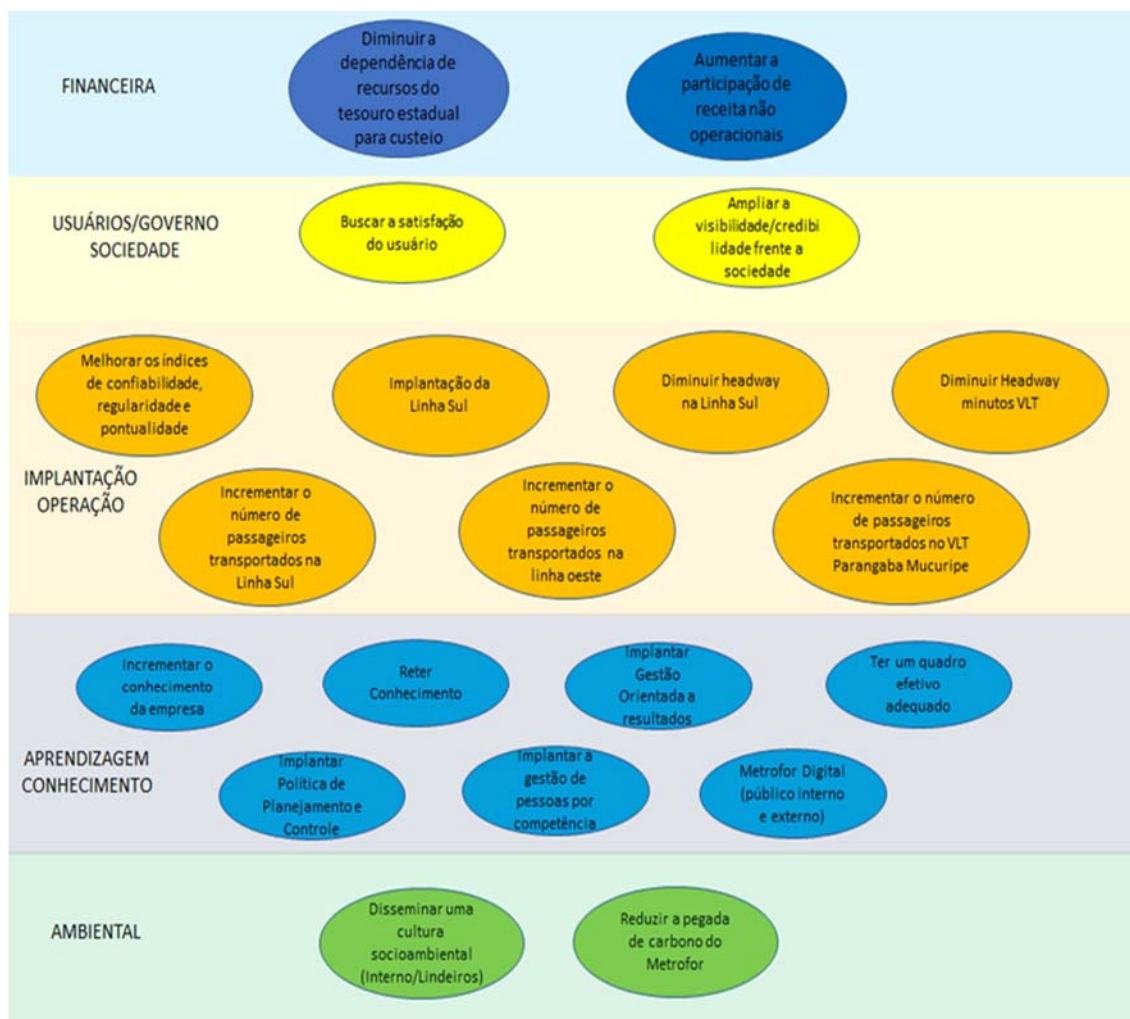 FINANCEIRA
Diminuir a
dependência de
recursos do
tesouro estadual
para custeio
Aumentar a
participação de
receita não
operacionais
USUÁRIOS/GOVERNO
SOCIEDADE
Buscar a satisfação
do usuário
Ampliar a
visibilidade/credibi
lidade frente a
sociedade
IMPLANTAÇÃO
OPERAÇÃO
Melhorar os índices
de confiabilidade,
regularidade e
pontualidade
Implantação da
Linha Sul
Diminuir headway
na Linha Sul
Diminuir Headway
minutos VLT
Incrementar o
número de
passageiros
transportados na
Linha Sul
Incrementar o
número de
passageiros
transportados na
linha oeste
Incrementar o número
de passageiros
transportados no VLT
Parangaba Mucuripe
APRENDIZAGEM
CONHECIMENTO
Incrementar o
conhecimento
da empresa
Reter
Conhecimento
Implantar
Gestão
Orientada a
resultados
Ter um quadro
efetivo
adequado
Implantar
Política de
Planejamento e
Controle
Implantar a
gestão de
pessoas por
competência
Metrofor Digital
(público interno
e externo)
AMBIENTAL
Disseminar uma
cultura
socioambiental
(Interno/Lindeiros)
Reduzir a pegada
de carbono do
Metrofor